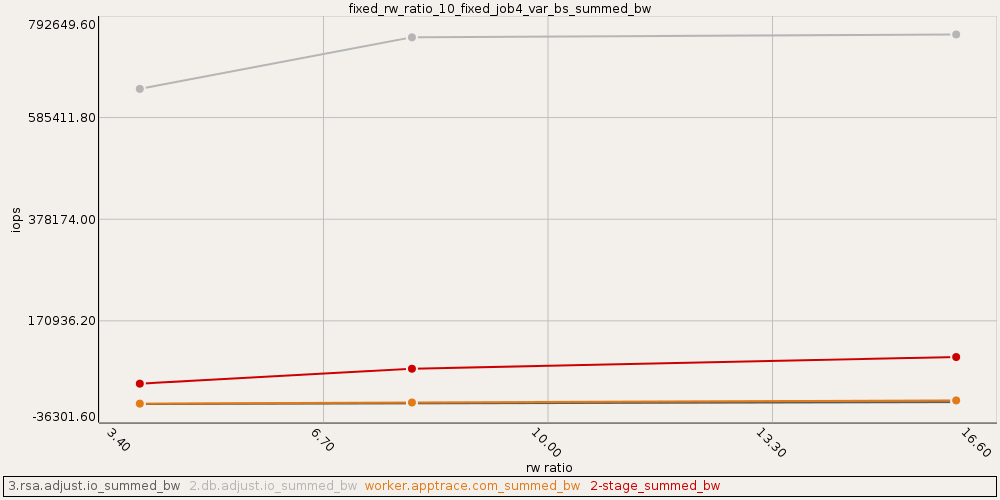 fixed_rw_ratio_10_fixed_job4_var_bs_summed_bw
792649.60
585411.80
378174.00
170936.20
-36301.60
iops
3.40 6.70 10.00 13.30 16.60
rw ratio
3.rsa.adjust.io_summed_bw 2.db.adjust.io_summed_bw worker.apptrace.com_summed_bw 2-stage_summed_bw